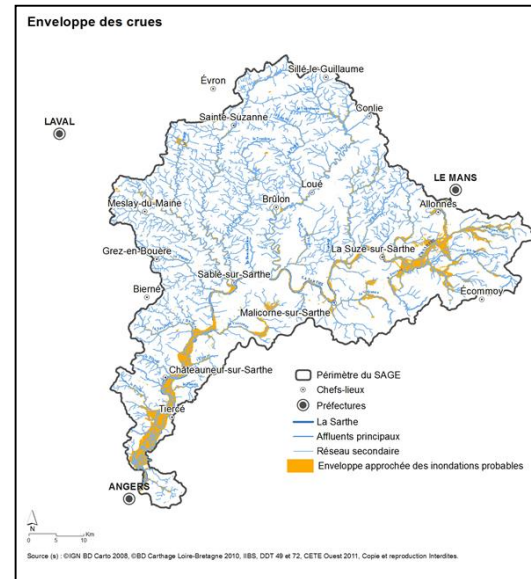 Enveloppe des crues
Sillé-le-Guillaume
Évron
Conlie
Sainte-Suzanne
LAVAL
LE MANS
Loué
Brûlon
Meslay-du-Maine
Allonnes
La Suze-sur-Sarthe
Grez-en-Bouère
Sablé-sur-Sarthe
Bierné
Écommoy
Malicorne-sur-Sarthe
Châteauneuf-sur-Sarthe
Tiercé
ANGERS
Périmètre du SAGE
Chefs-lieux
Préfectures
La Sarthe
Affluents principaux
Réseau secondaire
Enveloppe approchée des inondations probables
N
0 5 10
Km
Source (s) : ©IGN BD Carto 2008, ©BD Carthage Loire-Bretagne 2010, IIBS, DDT 49 et 72, CETE Ouest 2011, Copie et reproduction Interdites.